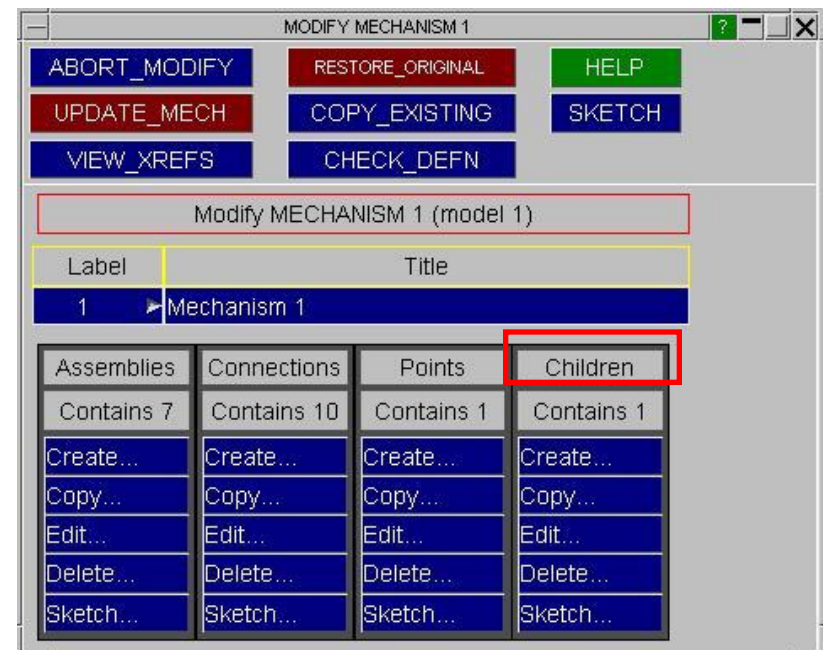 MODIFY MECHANISM 1 ?
ABORT_MODIFY RESTORE_ORIGINAL HELP
UPDATE_MECH COPY_EXISTING SKETCH
VIEW_XREFS CHECK_DEFN
Modify MECHANISM 1 (model 1)
Label Title
1 Mechanism 1
Assemblies Connections Points Children
Contains 7 Contains 10 Contains 1 Contains 1
Create... Create... Create... Create...
Copy... Copy... Copy... Copy...
Edit... Edit... Edit... Edit...
Delete... Delete... Delete... Delete...
Sketch... Sketch... Sketch... Sketch...